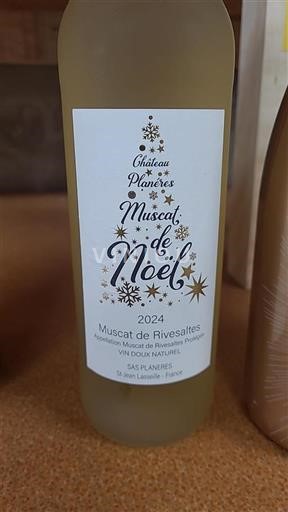 Château
Planères
Muscat
de
Noël
2024
Muscat de Rivesaltes
Appellation Muscat de Rivesaltes Protégée
VIN DOUX NATUREL
SAS PLANERES
St Jean Lasseille - France